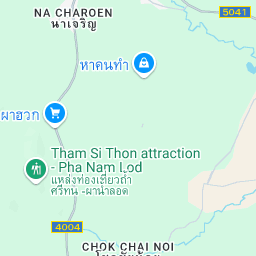 NA CHAROEN
นาเจริญ
5041
หาคนทำ
ผาฮวก
Tham Si Thon attraction
- Pha Nam Lod
แหล่งท่องเที่ยวถ้ำ
ศรีทน -ผาน้ำลอด
4004
CHOK CHAI NOI